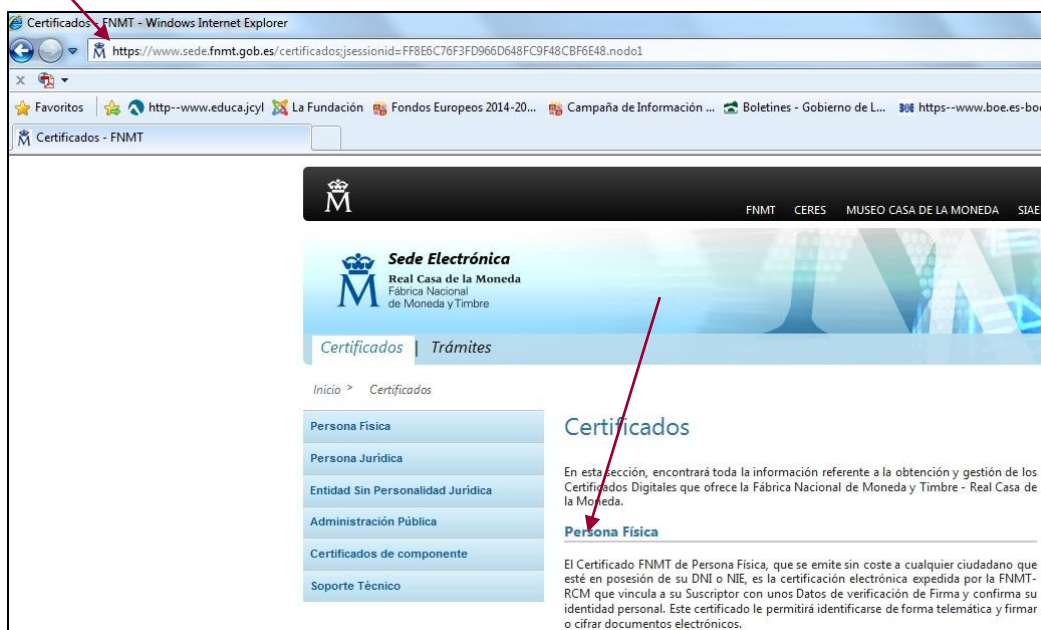 Certificados - FNMT - Windows Internet Explorer
https://www.sede.fnmt.gob.es/certificados;jsessionid=FF8E6C76F3FD966D648FC9F48CBF6E48.nodo1
x
Favoritos http--www.educa.jcyl La Fundación Fondos Europeos 2014-20... Campaña de Información ... Boletines - Gobierno de L... https--www.boe.es-boe
Certificados - FNMT
M
FNMT CERES MUSEO CASA DE LA MONEDA SIAE
Sede Electrónica
Real Casa de la Moneda
Fábrica Nacional
de Moneda y Timbre
Certificados | Trámites
Inicio > Certificados
Persona Física
Persona Jurídica
Entidad Sin Personalidad Jurídica
Administración Pública
Certificados de componente
Soporte Técnico
Certificados
En esta sección, encontrará toda la información referente a la obtención y gestión de los
Certificados Digitales que ofrece la Fábrica Nacional de Moneda y Timbre - Real Casa de
la Moneda.
Persona Física
El Certificado FNMT de Persona Física, que se emite sin coste a cualquier ciudadano que
esté en posesión de su DNI o NIE, es la certificación electrónica expedida por la FNMT-
RCM que vincula a su Suscriptor con unos Datos de verificación de Firma y confirma su
identidad personal. Este certificado le permitirá identificarse de forma telemática y firmar
o cifrar documentos electrónicos.